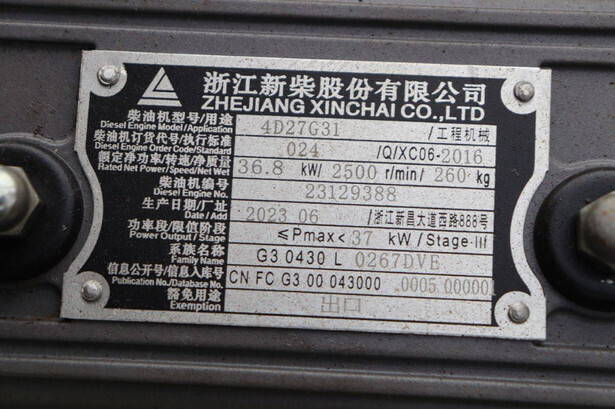 浙江新柴股份有限公司
ZHEJIANG XINCHAI CO.,LTD
柴油机型号/用途 4D27G31 /工程机械
Diesel Engine Model/Application
柴油机订货代号/执行标准 024 /Q/XC06-2016
Diesel Engine Order Code/Standard
额定净功率/转速/净质量 36.8 kW/ 2500 r/min/ 260 kg
Rated Net Power/Speed/Net Wet
柴油机编号 23129388
Diesel Engine No.
生产日期/厂址 2023 06 /浙江新昌大道西路888号
Date/Add
功率段/限值阶段 ≤Pmax< 37 kW/Stage-III
Power Output/Stage
系族名称 G3 0430 L 0267DVE
Family Name
信息公开号/信息入库号 CN FC G3 00 043000 .0005 00000
Publication No./Database No.
豁免用途 出口
Exemption